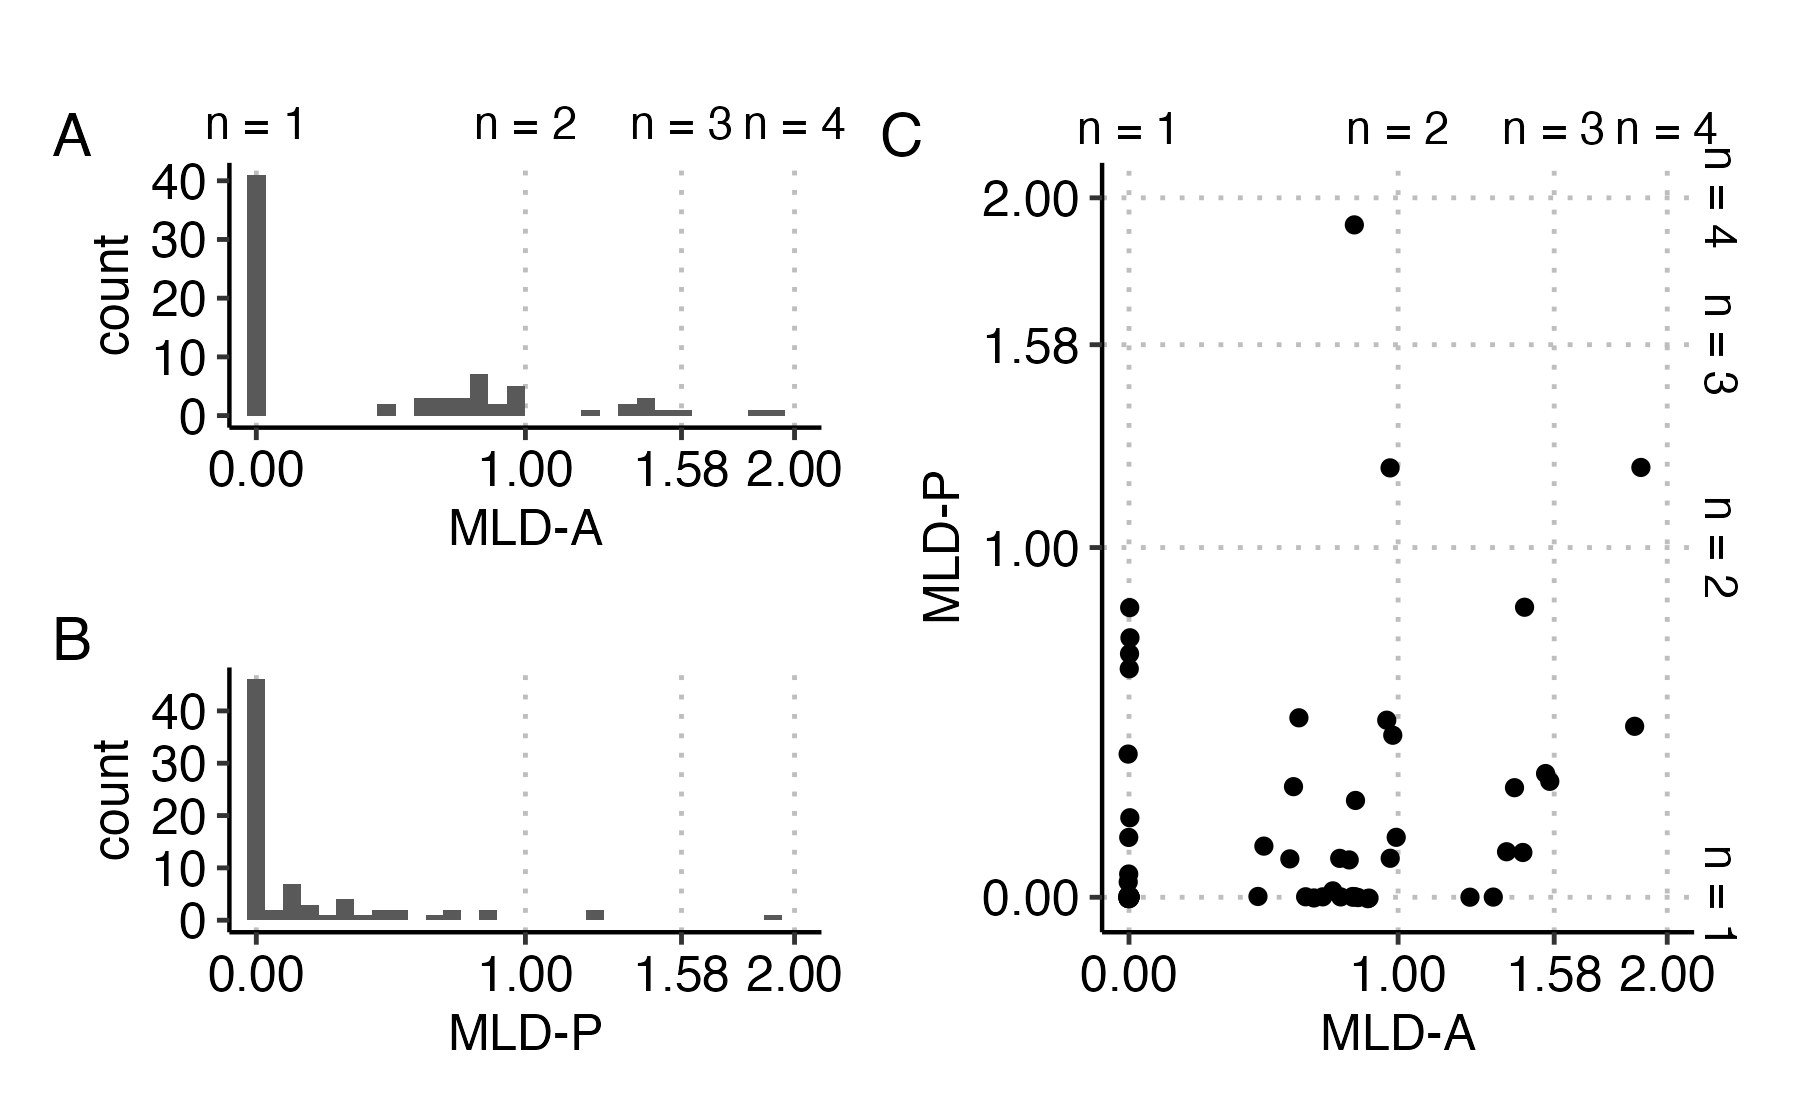 A
n = 1 n = 2 n = 3 n = 4
count
40
30
20
10
0
0.00 1.00 1.58 2.00
MLD-A
B
count
40
30
20
10
0
0.00 1.00 1.58 2.00
MLD-P
C
n = 1 n = 2 n = 3 n = 4
MLD-P
2.00
1.58
1.00
0.00
n = 4
n = 3
n = 2
n = 1
0.00 1.00 1.58 2.00
MLD-A